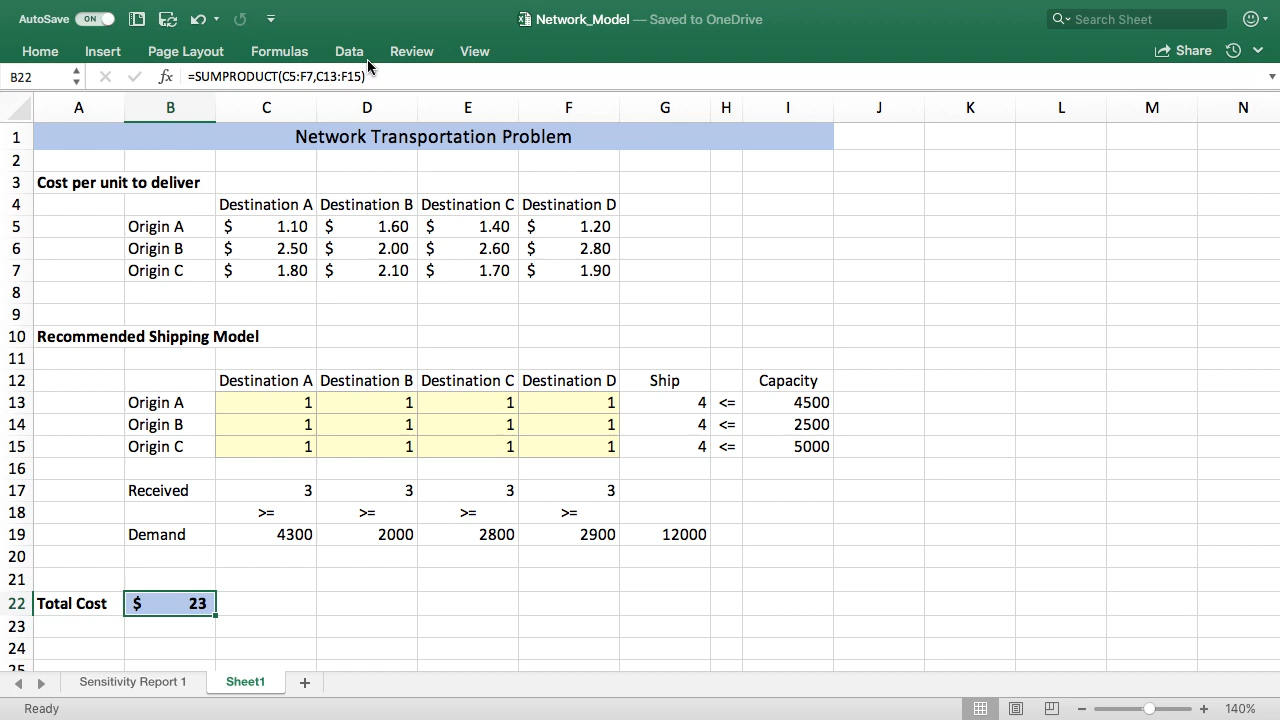 AutoSave ON Network_Model — Saved to OneDrive Search Sheet
Home Insert Page Layout Formulas Data Review View Share
B22 fx =SUMPRODUCT(C5:F7,C13:F15)
A B C D E F G H I J K L M N
1 Network Transportation Problem
2
3 Cost per unit to deliver
4 Destination A Destination B Destination C Destination D
5 Origin A $ 1.10 $ 1.60 $ 1.40 $ 1.20
6 Origin B $ 2.50 $ 2.00 $ 2.60 $ 2.80
7 Origin C $ 1.80 $ 2.10 $ 1.70 $ 1.90
8
9
10 Recommended Shipping Model
11
12 Destination A Destination B Destination C Destination D Ship Capacity
13 Origin A 1 1 1 1 4 <= 4500
14 Origin B 1 1 1 1 4 <= 2500
15 Origin C 1 1 1 1 4 <= 5000
16
17 Received 3 3 3 3
18 >= >= >= >=
19 Demand 4300 2000 2800 2900 12000
20
21
22 Total Cost $ 23
23
24
25
Sensitivity Report 1 Sheet1 +
Ready − + 140%